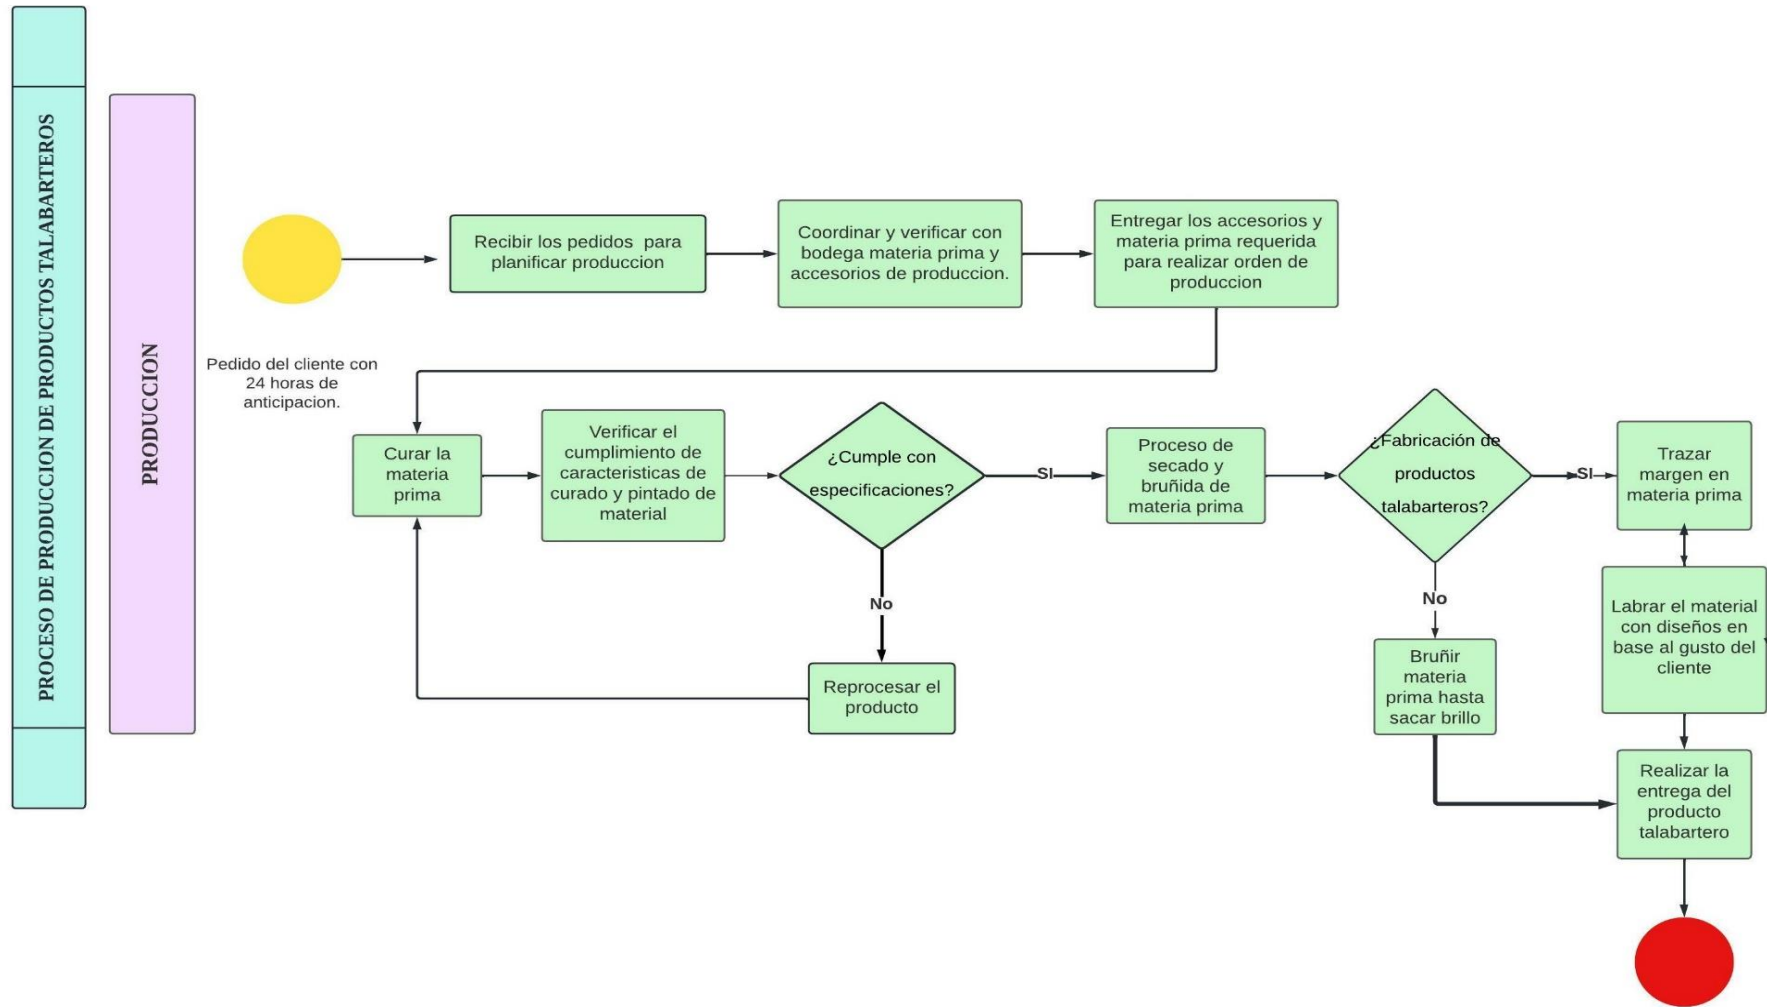 PROCESO DE PRODUCCION DE PRODUCTOS TALABARTEROS
PRODUCCION
Recibir los pedidos para
planificar produccion
Coordinar y verificar con
bodega materia prima y
accesorios de produccion.
Entregar los accesorios y
materia prima requerida
para realizar orden de
produccion
Pedido del cliente con
24 horas de
anticipacion.
Curar la
materia
prima
Verificar el
cumplimiento de
caracteristicas de
curado y pintado de
material
¿Cumple con
especificaciones?
SI
Proceso de
secado y
bruñida de
materia prima
¿Fabricación de
productos
talabarteros?
SI
Trazar
margen en
materia prima
No
Reprocesar el
producto
No
Bruñir
materia
prima hasta
sacar brillo
Labrar el material
con diseños en
base al gusto del
cliente
Realizar la
entrega del
producto
talabartero